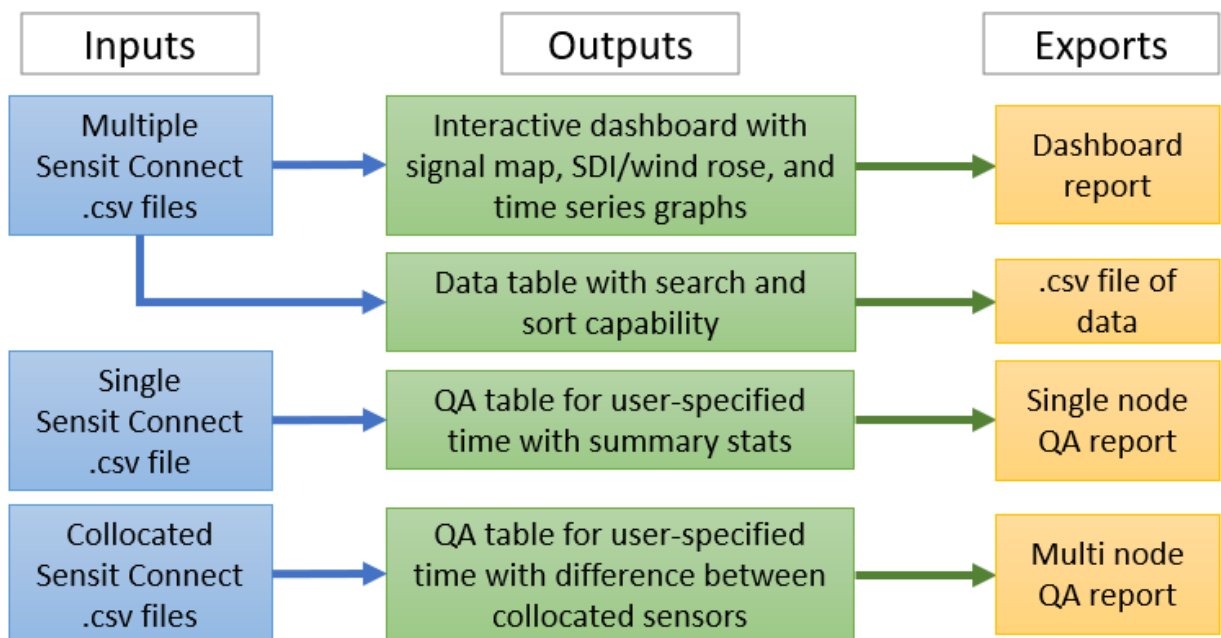 Inputs
Outputs
Exports
Multiple
Sensit Connect
.csv files
Interactive dashboard with
signal map, SDI/wind rose, and
time series graphs
Dashboard
report
Data table with search and
sort capability
.csv file of
data
Single
Sensit Connect
.csv file
QA table for user-specified
time with summary stats
Single node
QA report
Collocated
Sensit Connect
.csv files
QA table for user-specified
time with difference between
collocated sensors
Multi node
QA report